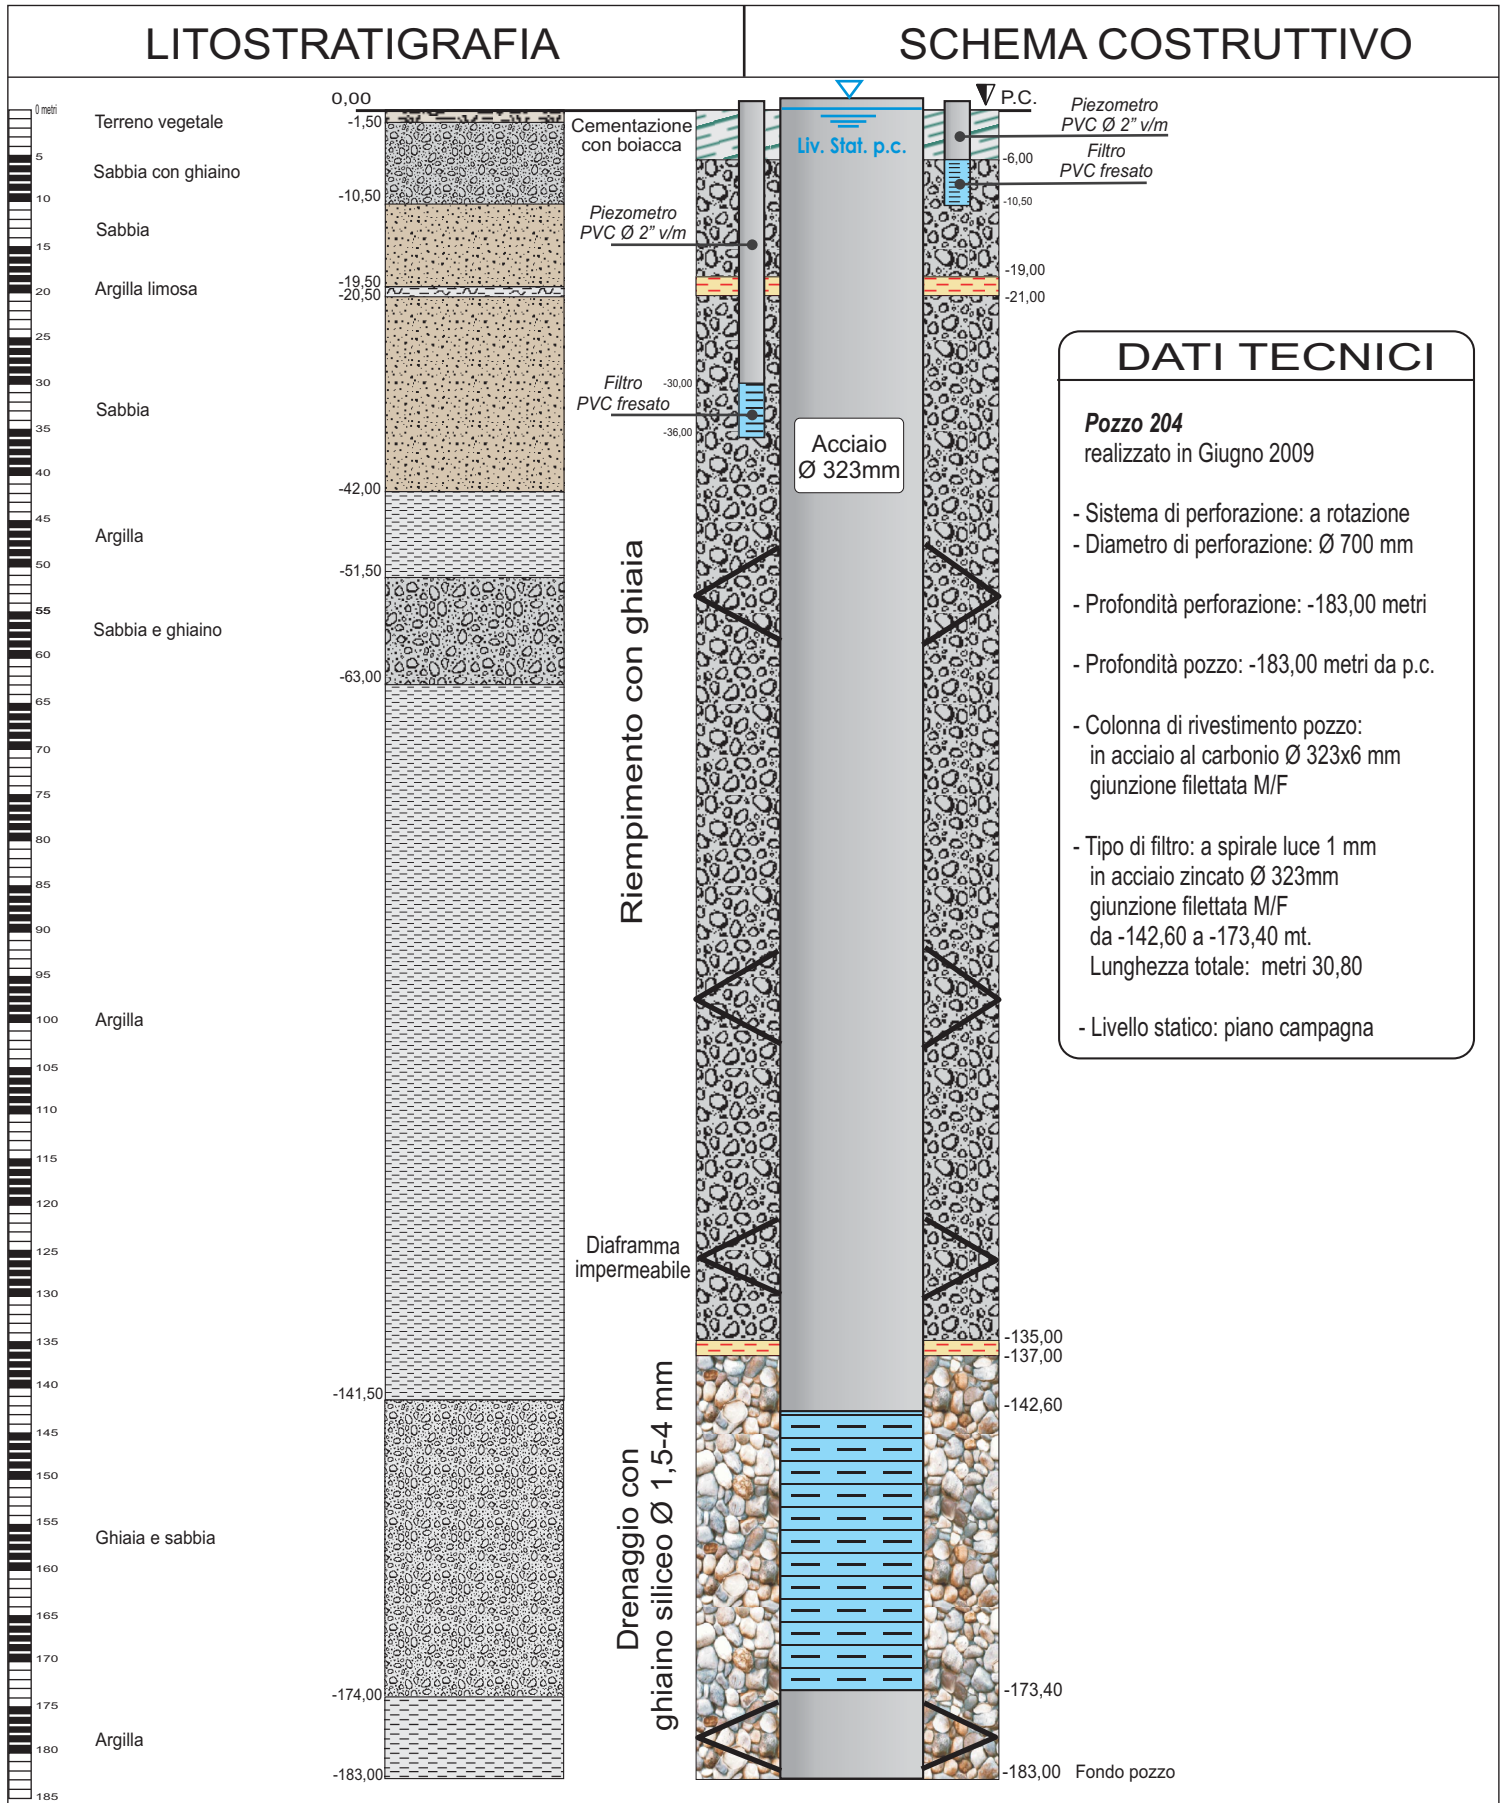 LITOSTRATIGRAFIA
SCHEMA COSTRUTTIVO
0 metri
5
10
15
20
25
30
35
40
45
50
55
60
65
70
75
80
85
90
95
100
105
110
115
120
125
130
135
140
145
150
155
160
165
170
175
180
185
Terreno vegetale
Sabbia con ghiaino
Sabbia
Argilla limosa
Sabbia
Argilla
Sabbia e ghiaino
Argilla
Ghiaia e sabbia
Argilla
0,00
-1,50
-10,50
-19,50
-20,50
-42,00
-51,50
-63,00
-141,50
-174,00
-183,00
Cementazione
con boiacca
Piezometro
PVC Ø 2” v/m
Filtro
PVC fresato
-30,00
-36,00
Riempimento con ghiaia
Diaframma
impermeabile
Drenaggio con
ghiaino siliceo Ø 1,5-4 mm
Liv. Stat. p.c.
Acciaio
Ø 323mm
P.C.
Piezometro
PVC Ø 2” v/m
-6,00
Filtro
PVC fresato
-10,50
-19,00
-21,00
-135,00
-137,00
-142,60
-173,40
-183,00 Fondo pozzo
DATI TECNICI
Pozzo 204
realizzato in Giugno 2009
- Sistema di perforazione: a rotazione
- Diametro di perforazione: Ø 700 mm
- Profondità perforazione: -183,00 metri
- Profondità pozzo: -183,00 metri da p.c.
- Colonna di rivestimento pozzo:
in acciaio al carbonio Ø 323x6 mm
giunzione filettata M/F
- Tipo di filtro: a spirale luce 1 mm
in acciaio zincato Ø 323mm
giunzione filettata M/F
da -142,60 a -173,40 mt.
Lunghezza totale: metri 30,80
- Livello statico: piano campagna